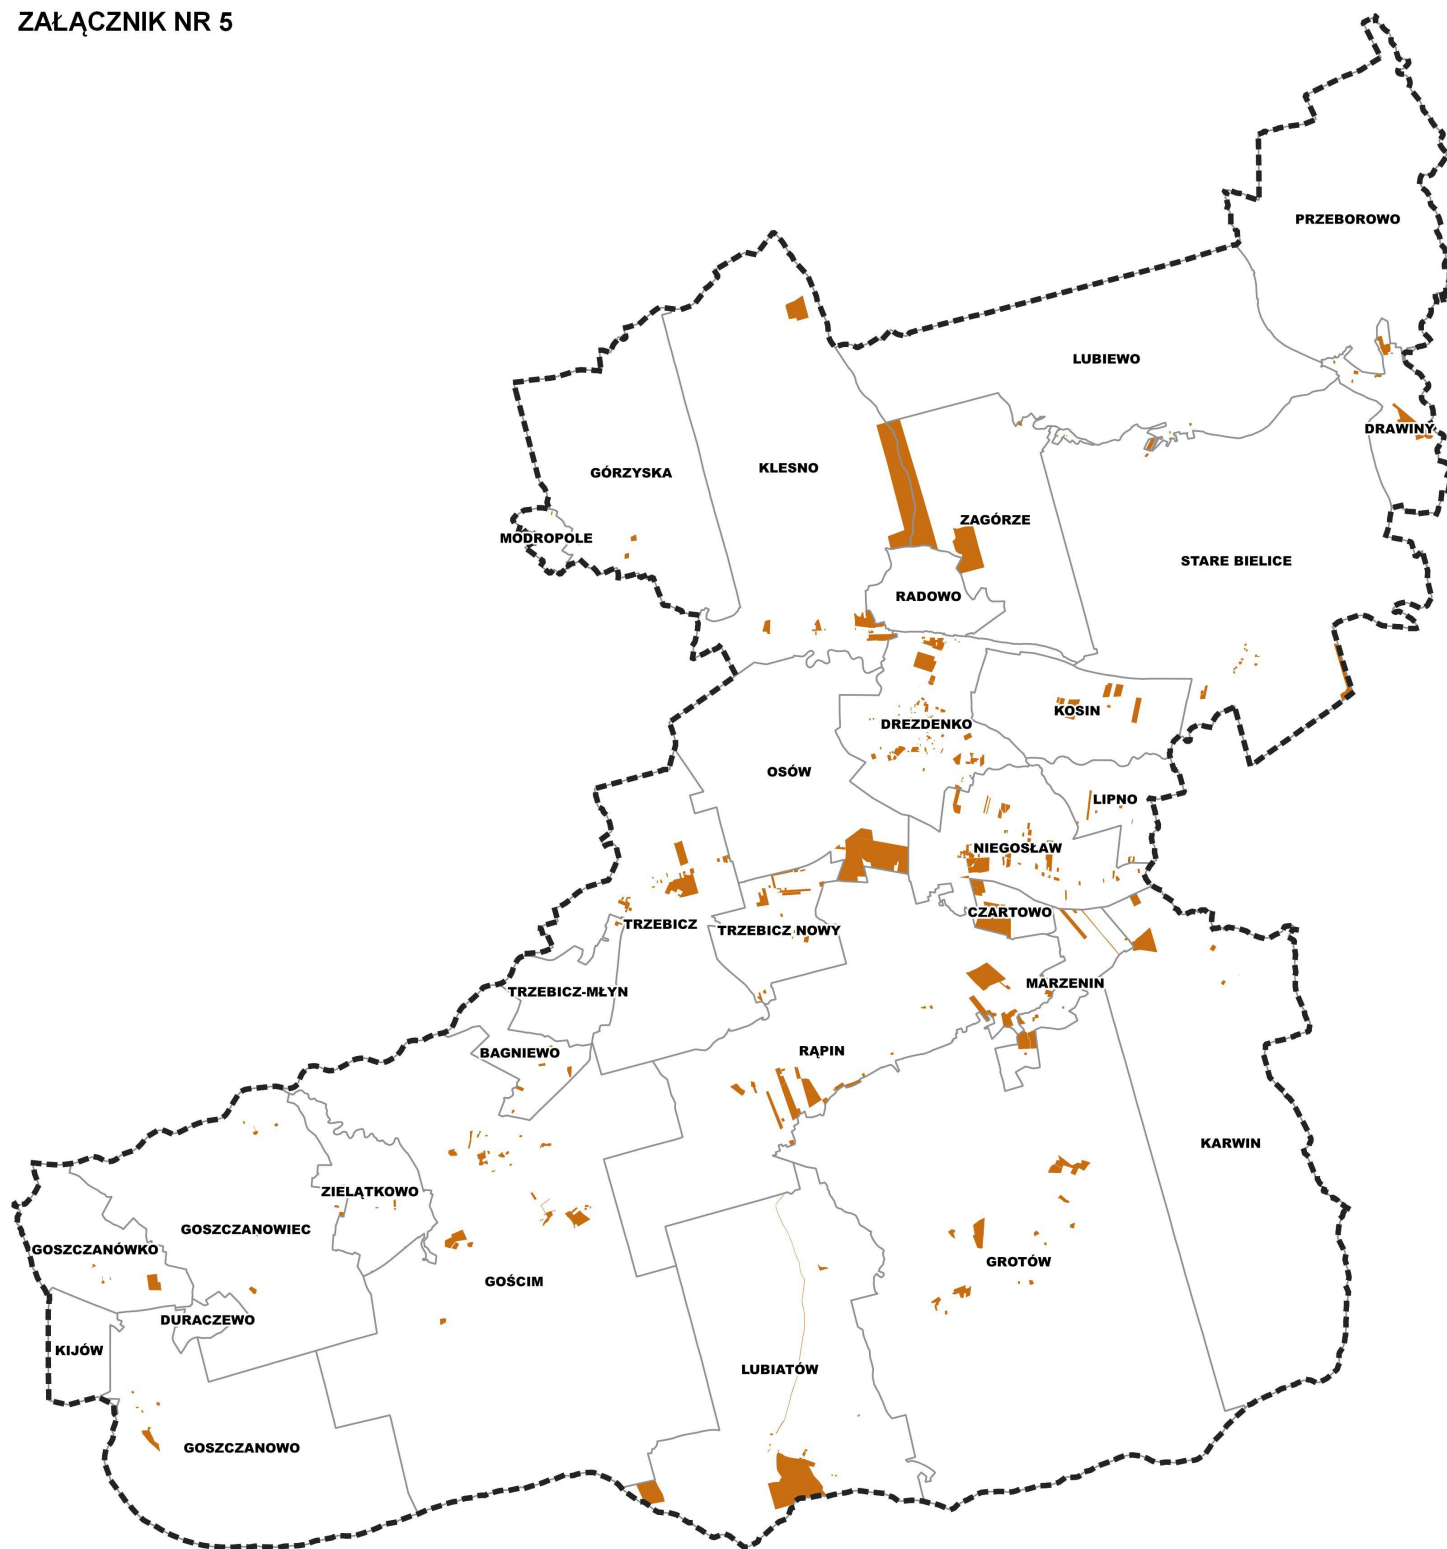 ZAŁĄCZNIK NR 5
PRZEBOROWO
LUBIEWO
DRAWINY
KLESNO
GÓRZYSKA
ZAGÓRZE
MODROPOLE
STARE BIELICE
RADOWO
KOSIN
DREZDENKO
OSÓW
LIPNO
NIEGOSŁAW
CZARTOWO
TRZEBICZ
TRZEBICZ NOWY
MARZENIN
TRZEBICZ-MŁYN
RĄPIN
BAGNIEWO
KARWIN
ZIELĄTKOWO
GOSZCZANOWIEC
GOSZCZANÓWKO
GROTÓW
GOŚCIM
DURACZEWO
KIJÓW
LUBIATÓW
GOSZCZANOWO